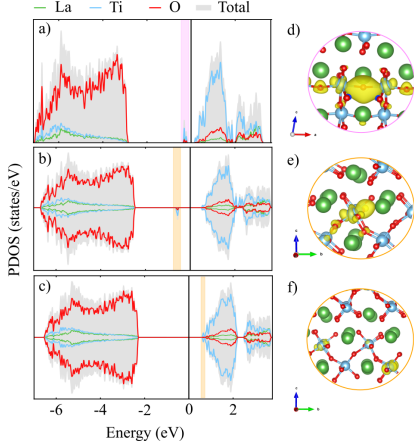 La Ti O Total
a)
b)
c)
PDOS (states/eV)
-6 -4 -2 0 2
Energy (eV)
d)
e)
f)